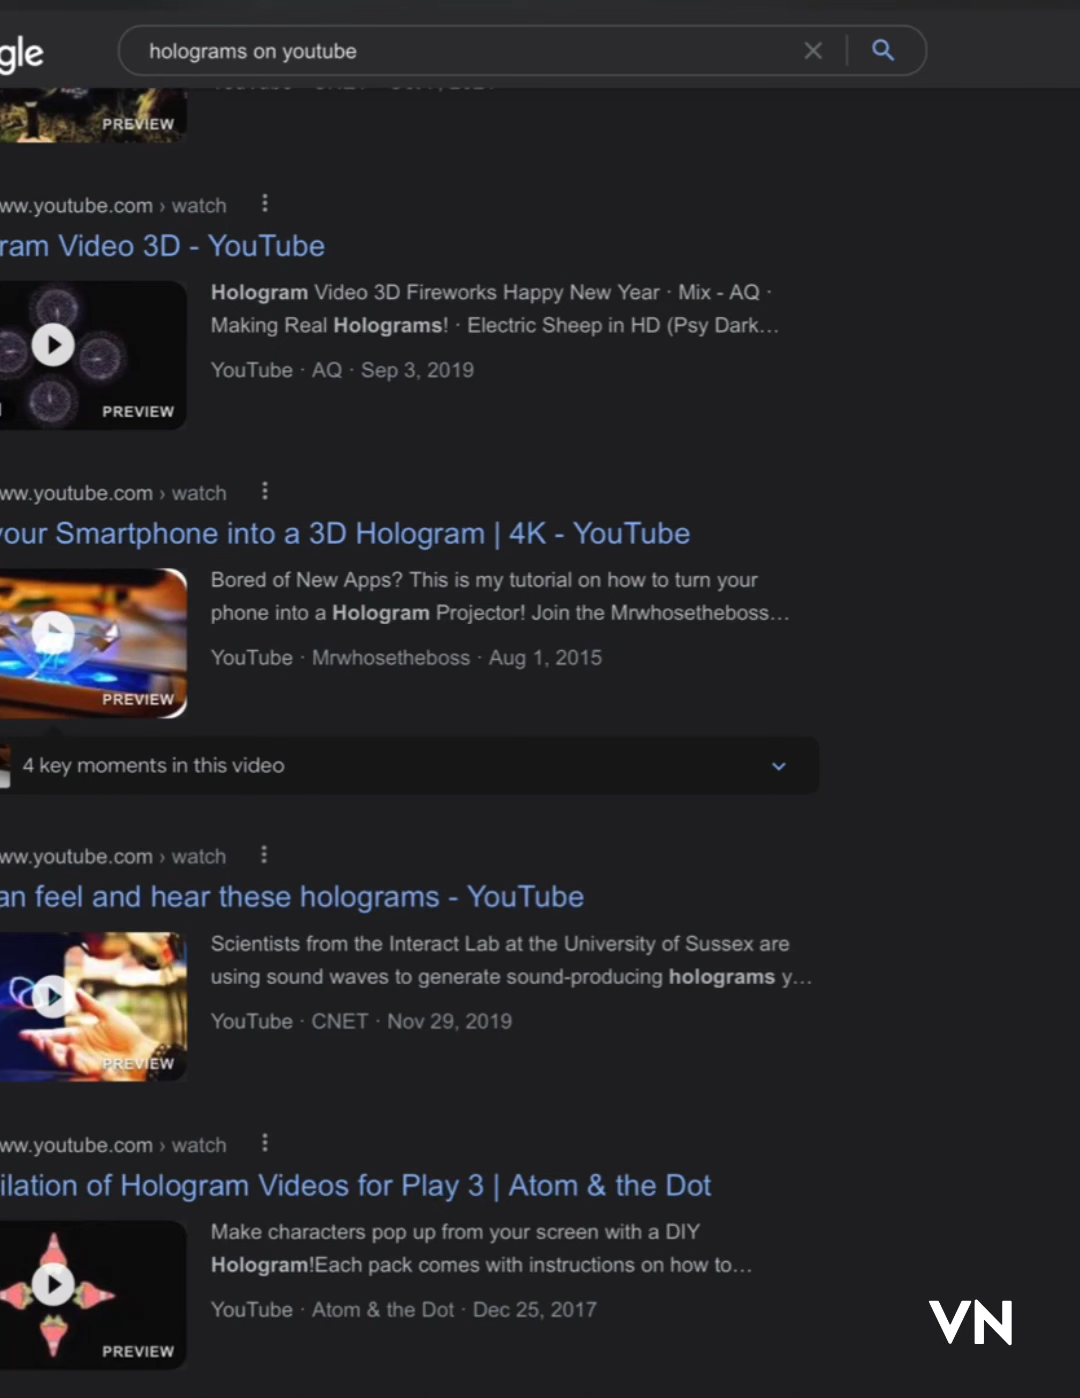 gle
holograms on youtube
PREVIEW
ww.youtube.com › watch
ram Video 3D - YouTube
Hologram Video 3D Fireworks Happy New Year · Mix - AQ ·
Making Real Holograms! · Electric Sheep in HD (Psy Dark...
YouTube · AQ · Sep 3, 2019
PREVIEW
ww.youtube.com › watch
your Smartphone into a 3D Hologram | 4K - YouTube
Bored of New Apps? This is my tutorial on how to turn your
phone into a Hologram Projector! Join the Mrwhosetheboss...
YouTube · Mrwhosetheboss · Aug 1, 2015
PREVIEW
4 key moments in this video
ww.youtube.com › watch
an feel and hear these holograms - YouTube
Scientists from the Interact Lab at the University of Sussex are
using sound waves to generate sound-producing holograms y...
YouTube · CNET · Nov 29, 2019
PREVIEW
ww.youtube.com › watch
ilation of Hologram Videos for Play 3 | Atom & the Dot
Make characters pop up from your screen with a DIY
Hologram!Each pack comes with instructions on how to...
YouTube · Atom & the Dot · Dec 25, 2017
PREVIEW
VN